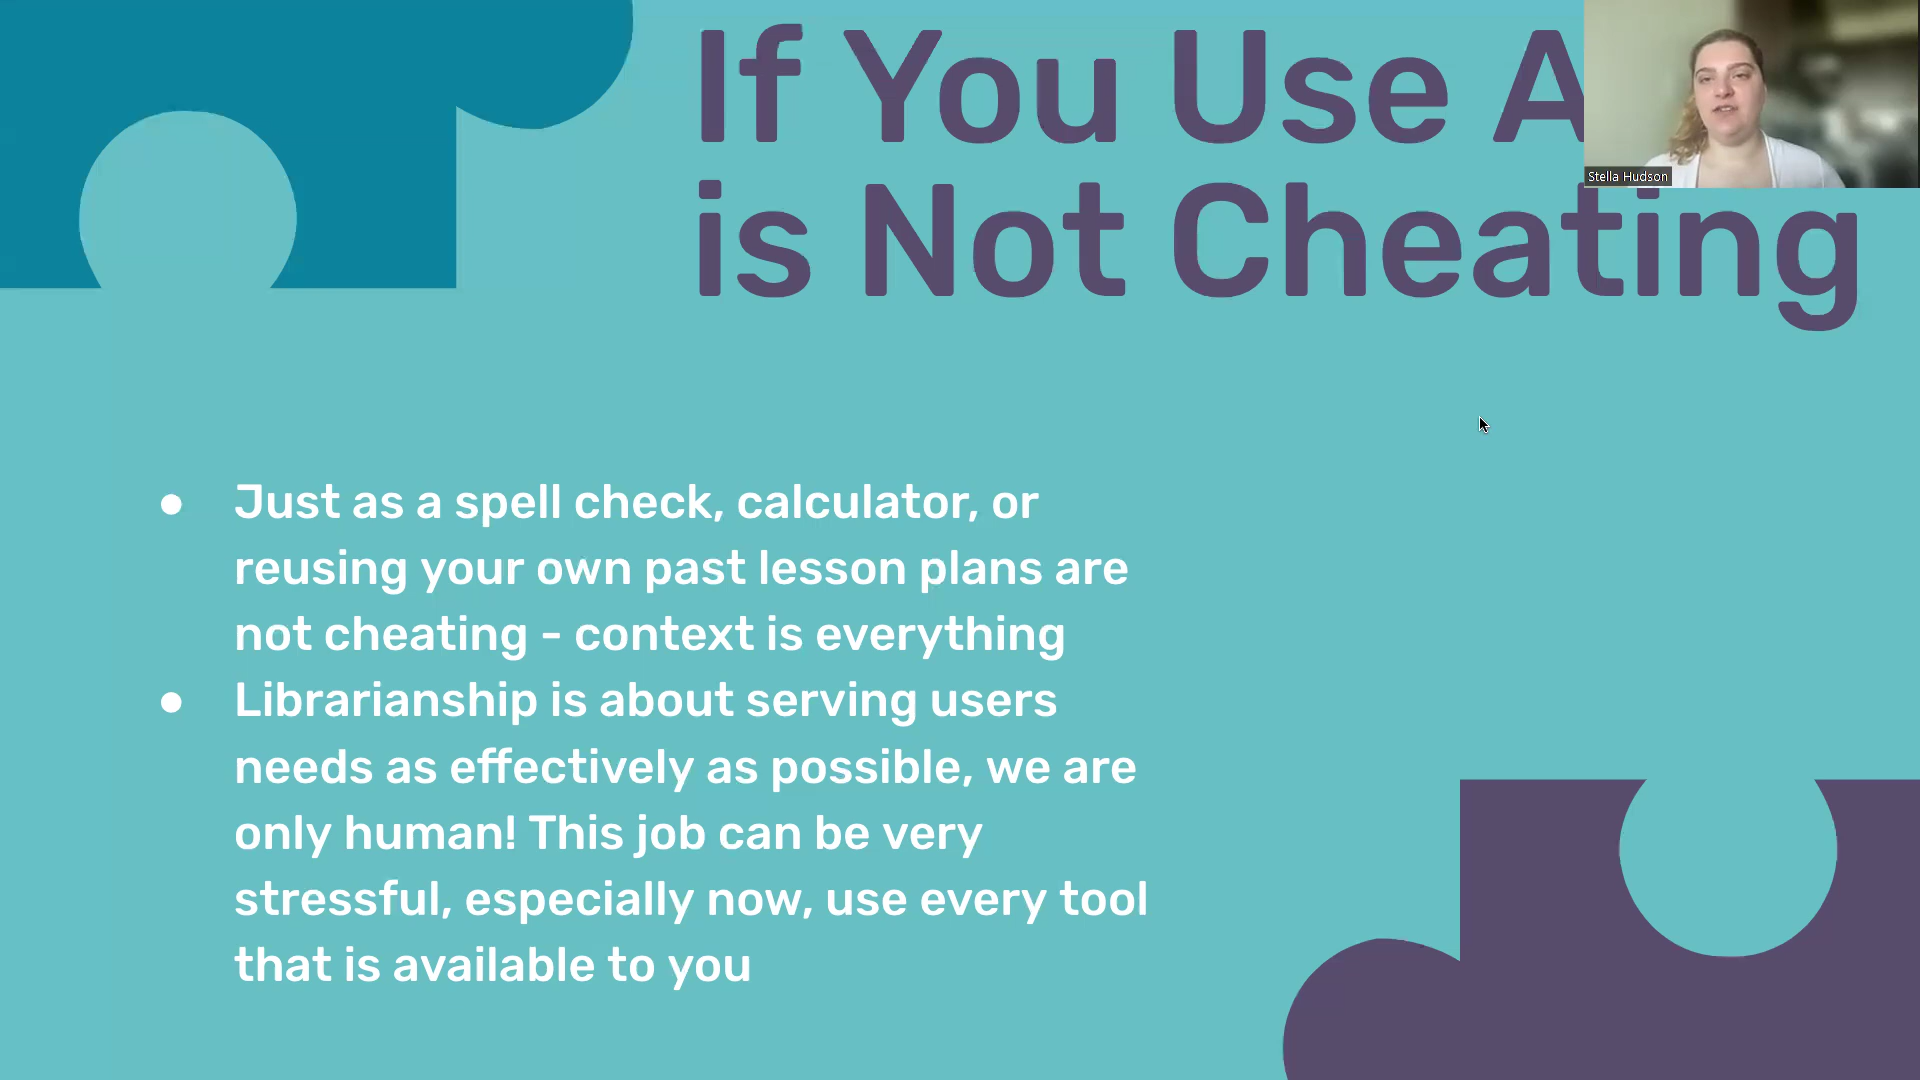 If You Use A
is Not Cheating
Stella Hudson
● Just as a spell check, calculator, or
reusing your own past lesson plans are
not cheating - context is everything
● Librarianship is about serving users
needs as effectively as possible, we are
only human! This job can be very
stressful, especially now, use every tool
that is available to you